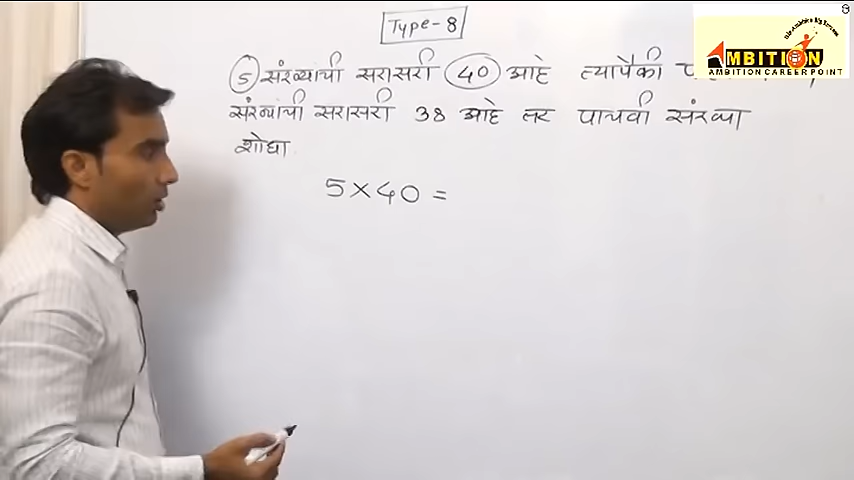 Type-8
5 संख्यांची सरासरी 40 आहे त्यापैकी
संख्यांची सरासरी 38 आहे तर पाचवी संख्या
शोधा.
5×40 =
AMBITION
AMBITION CAREER POINT